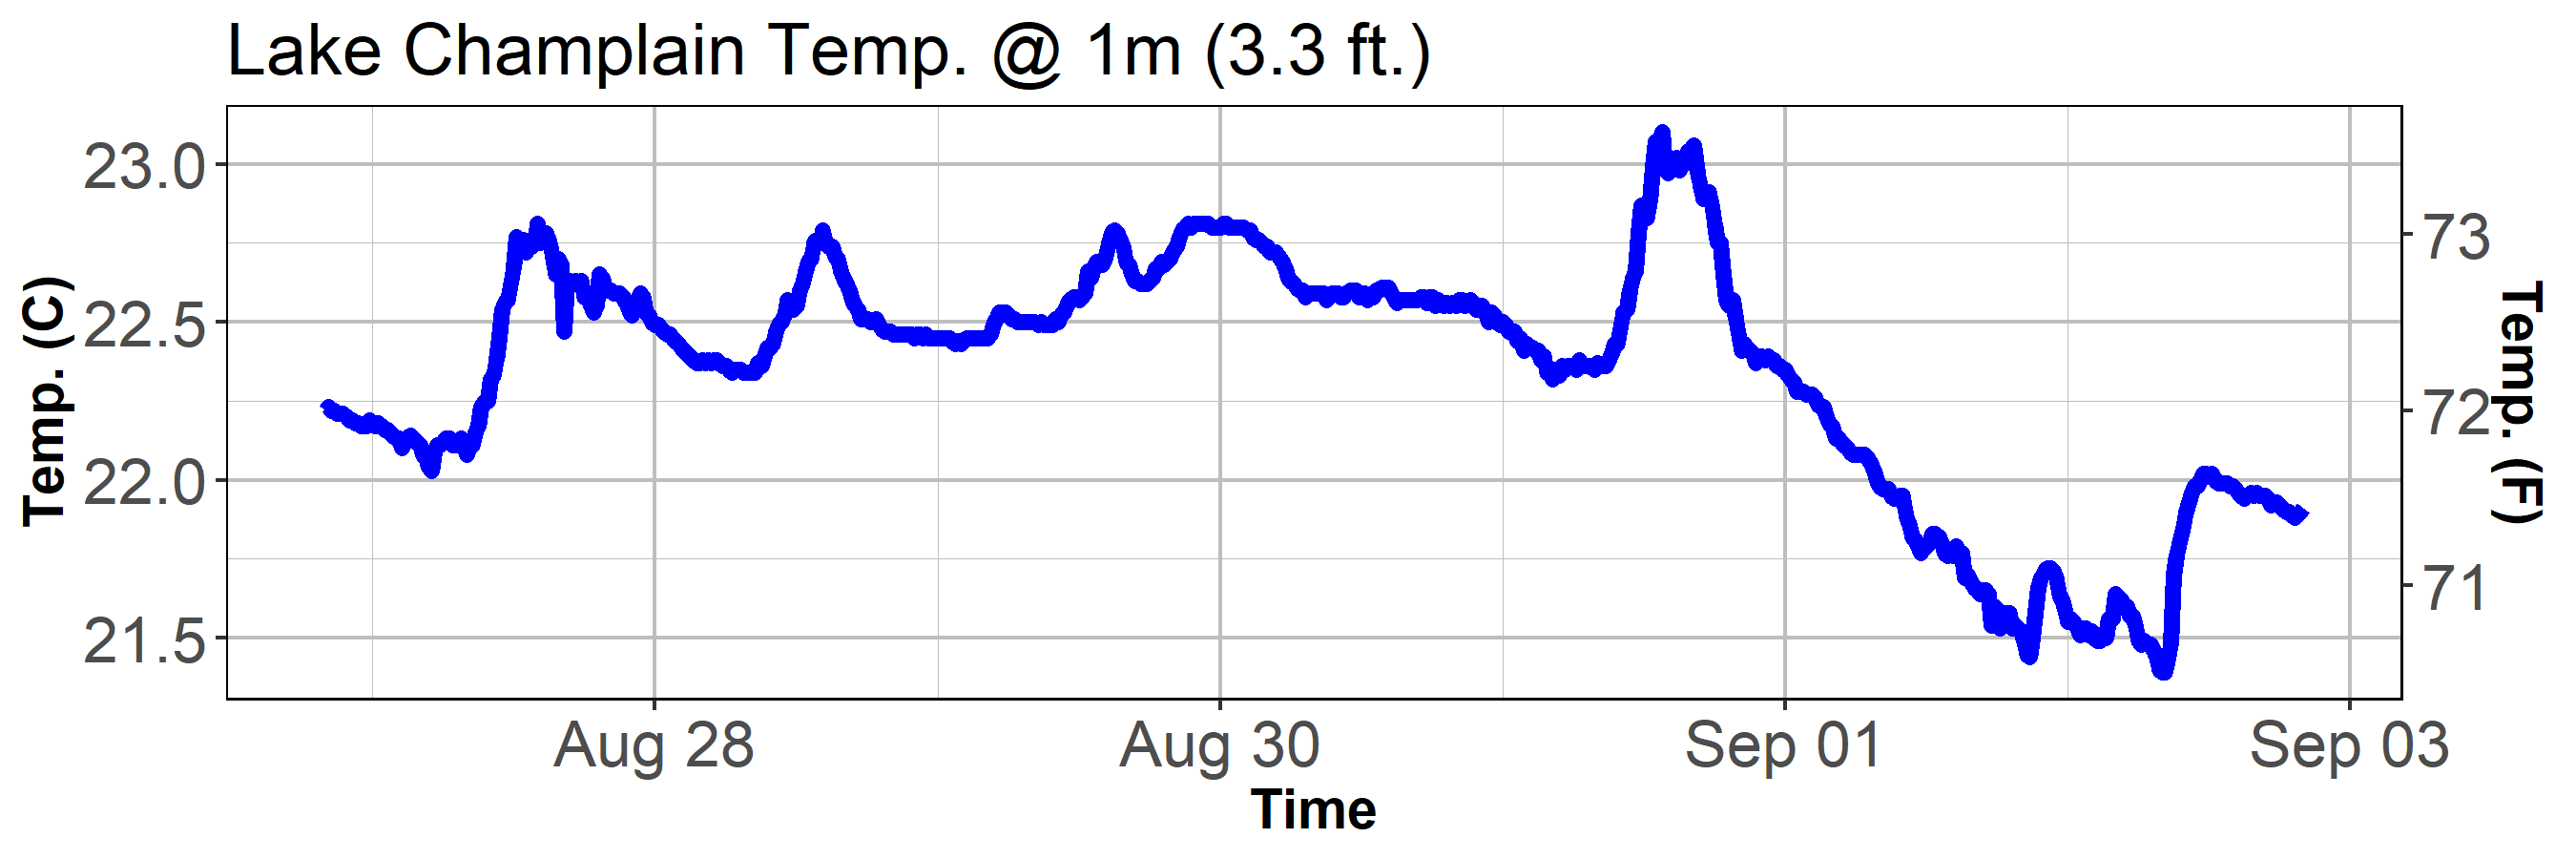 Lake Champlain Temp. @ 1m (3.3 ft.)
Temp. (C)
23.0
22.5
22.0
21.5
73
72
71
Temp. (F)
Aug 28
Aug 30
Sep 01
Sep 03
Time